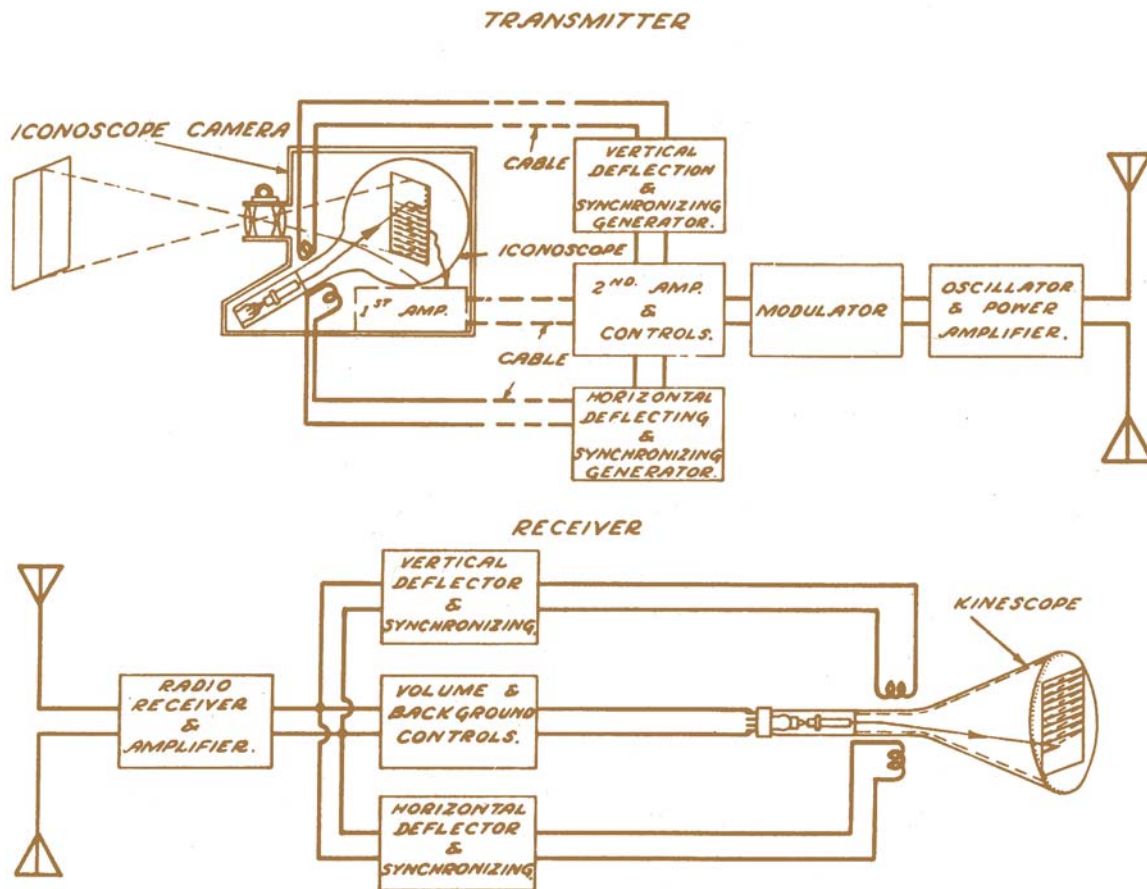 TRANSMITTER
ICONOSCOPE CAMERA
CABLE
VERTICAL
DEFLECTION
&
SYNCHRONIZING
GENERATOR.
ICONOSCOPE
1ST AMP.
2ND. AMP.
&
CONTROLS.
MODULATOR
OSCILLATOR
& POWER
AMPLIFIER.
CABLE
HORIZONTAL
DEFLECTING
&
SYNCHRONIZING
GENERATOR.
RECEIVER
VERTICAL
DEFLECTOR
&
SYNCHRONIZING.
KINESCOPE
RADIO
RECEIVER
&
AMPLIFIER.
VOLUME &
BACKGROUND
CONTROLS.
HORIZONTAL
DEFLECTOR
&
SYNCHRONIZING.